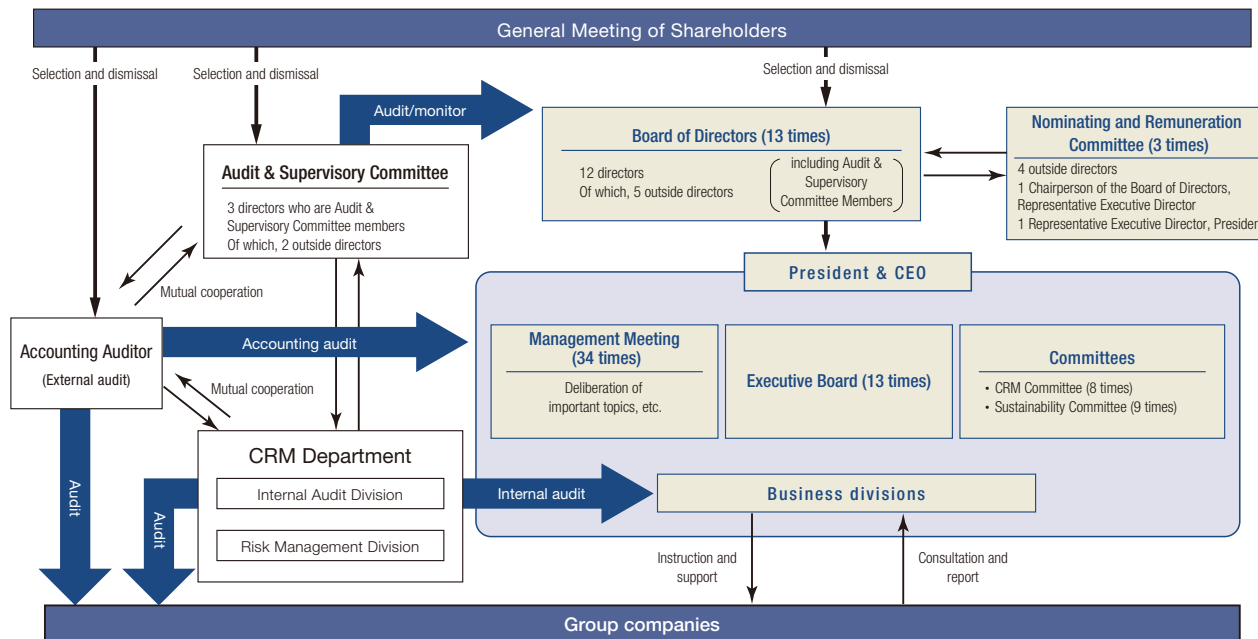 General Meeting of Shareholders
Selection and dismissal
Selection and dismissal
Selection and dismissal
Audit/monitor
Audit & Supervisory Committee
3 directors who are Audit &
Supervisory Committee members
Of which, 2 outside directors
Board of Directors (13 times)
12 directors
Of which, 5 outside directors
including Audit &
Supervisory
Committee Members
Nominating and Remuneration
Committee (3 times)
4 outside directors
1 Chairperson of the Board of Directors,
Representative Executive Director
1 Representative Executive Director, President
Mutual cooperation
President & CEO
Accounting Auditor
(External audit)
Accounting audit
Management Meeting
(34 times)
Deliberation of
important topics, etc.
Executive Board (13 times)
Committees
• CRM Committee (8 times)
• Sustainability Committee (9 times)
Mutual cooperation
CRM Department
Internal Audit Division
Risk Management Division
Internal audit
Business divisions
Audit
Audit
Instruction and
support
Consultation and
report
Group companies